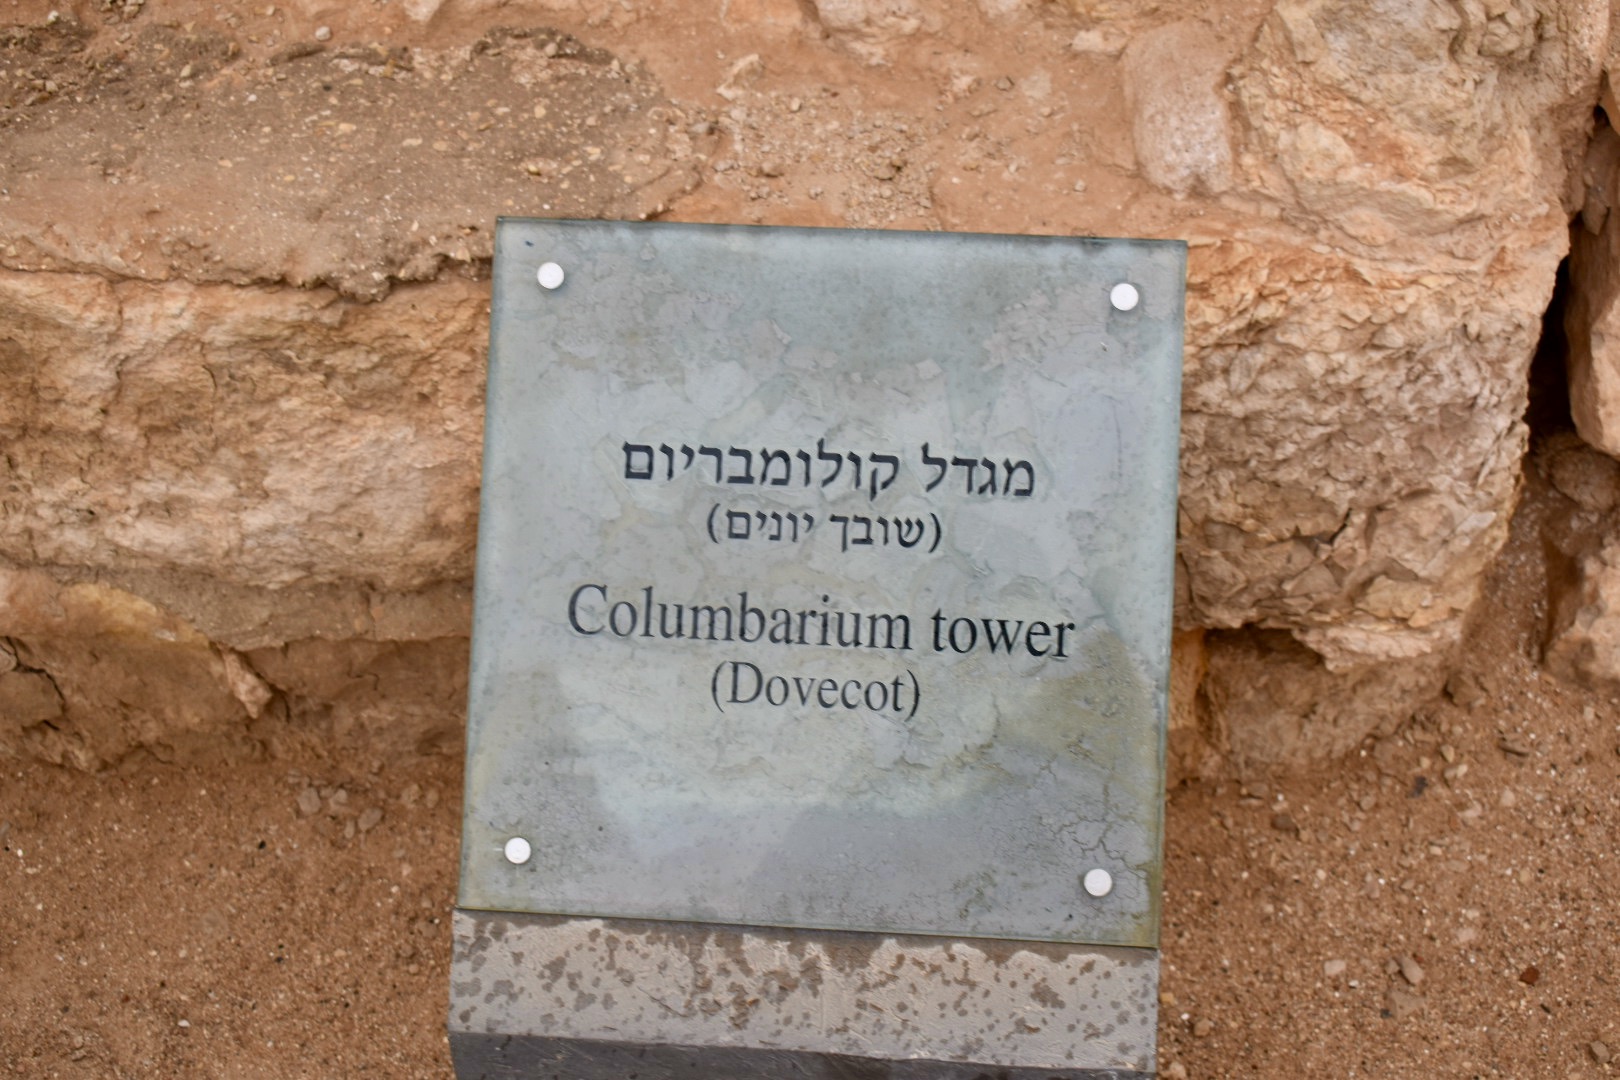 מגדל קולומבריום
(שובך יונים)
Columbarium tower
(Dovecot)